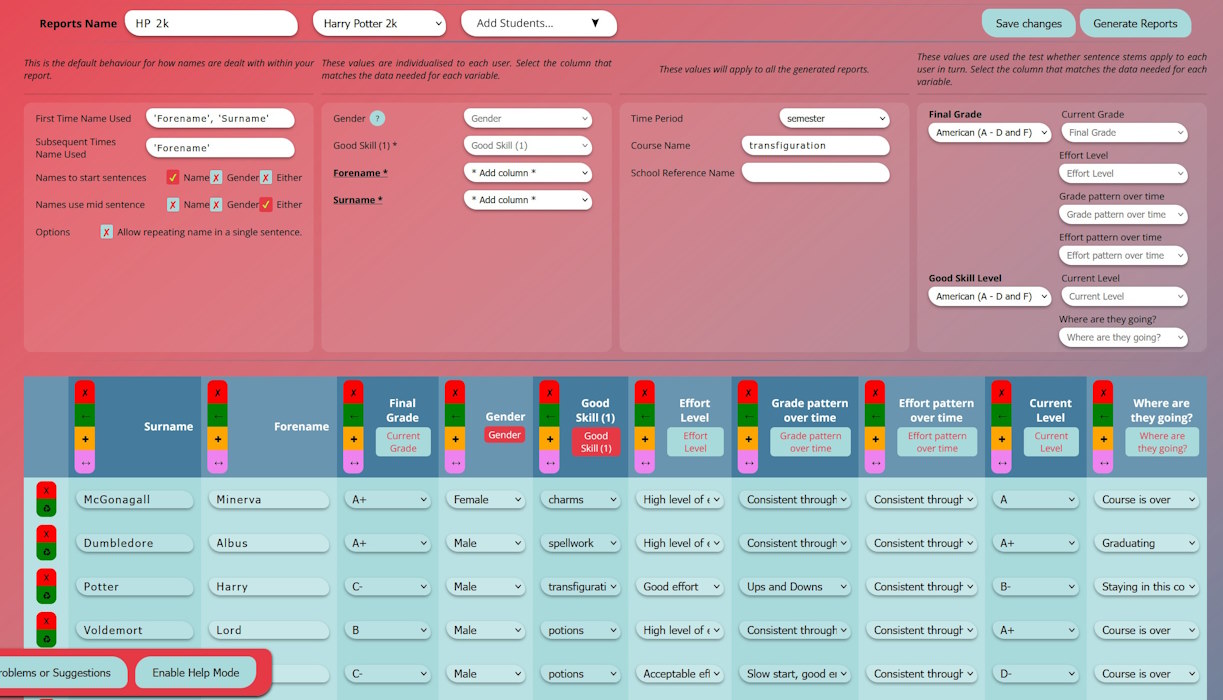 Reports Name HP 2k Harry Potter 2k Add Students... Save changes Generate Reports
This is the default behaviour for how names are dealt with within your
report.
These values are individualised to each user. Select the column that
matches the data needed for each variable.
These values will apply to all the generated reports.
These values are used the test whether sentence stems apply to each
user in turn. Select the column that matches the data needed for each
variable.
First Time Name Used 'Forename', 'Surname'
Subsequent Times
Name Used 'Forename'
Names to start sentences ✓ Name ✗ Gender ✗ Either
Names use mid sentence ✗ Name ✗ Gender ✓ Either
Options ✗ Allow repeating name in a single sentence.
Gender ? Gender
Good Skill (1) * Good Skill (1)
Forename * * Add column *
Surname * * Add column *
Time Period semester
Course Name transfiguration
School Reference Name
Final Grade
American (A - D and F)
Current Grade
Final Grade
Effort Level
Effort Level
Grade pattern over time
Grade pattern over time
Effort pattern over time
Effort pattern over time
Good Skill Level
American (A - D and F)
Current Level
Current Level
Where are they going?
Where are they going?
Surname
Forename
Final
Grade
Current
Grade
Gender
Gender
Good
Skill (1)
Good
Skill (1)
Effort
Level
Effort
Level
Grade pattern
over time
Grade pattern
over time
Effort pattern
over time
Effort pattern
over time
Current
Level
Current
Level
Where are
they going?
Where are
they going?
McGonagall Minerva A+ Female charms High level of e Consistent through Consistent through A Course is over
Dumbledore Albus A+ Male spellwork High level of e Consistent through Consistent through A+ Graduating
Potter Harry C- Male transfigurati Good effort Ups and Downs Consistent through B- Staying in this co
Voldemort Lord B Male potions High level of e Consistent through Consistent through A+ Course is over
C- Male potions Acceptable eff Slow start, good e Consistent through D- Course is over
roblems or Suggestions Enable Help Mode